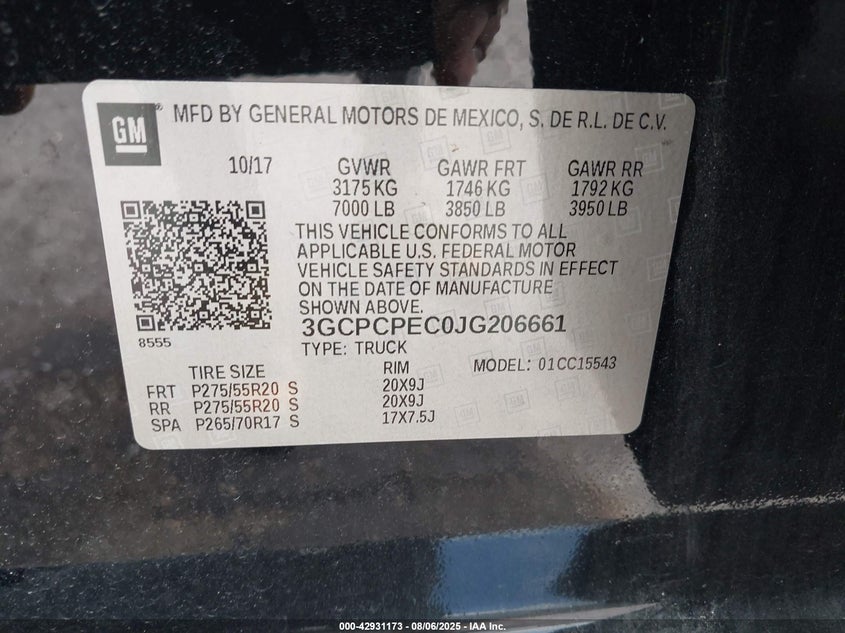 GM
MFD BY GENERAL MOTORS DE MEXICO, S. DE R.L. DE C.V.
10/17 GVWR GAWR FRT GAWR RR
3175 KG 1746 KG 1792 KG
7000 LB 3850 LB 3950 LB
THIS VEHICLE CONFORMS TO ALL
APPLICABLE U.S. FEDERAL MOTOR
VEHICLE SAFETY STANDARDS IN EFFECT
ON THE DATE OF MANUFACTURE
SHOWN ABOVE.
3GCPCPEC0JG206661
8555
TYPE: TRUCK MODEL: 01CC15543
TIRE SIZE RIM
FRT P275/55R20 S 20X9J
RR P275/55R20 S 20X9J
SPA P265/70R17 S 17X7.5J
000-42931173 - 08/06/2025 - IAA Inc.